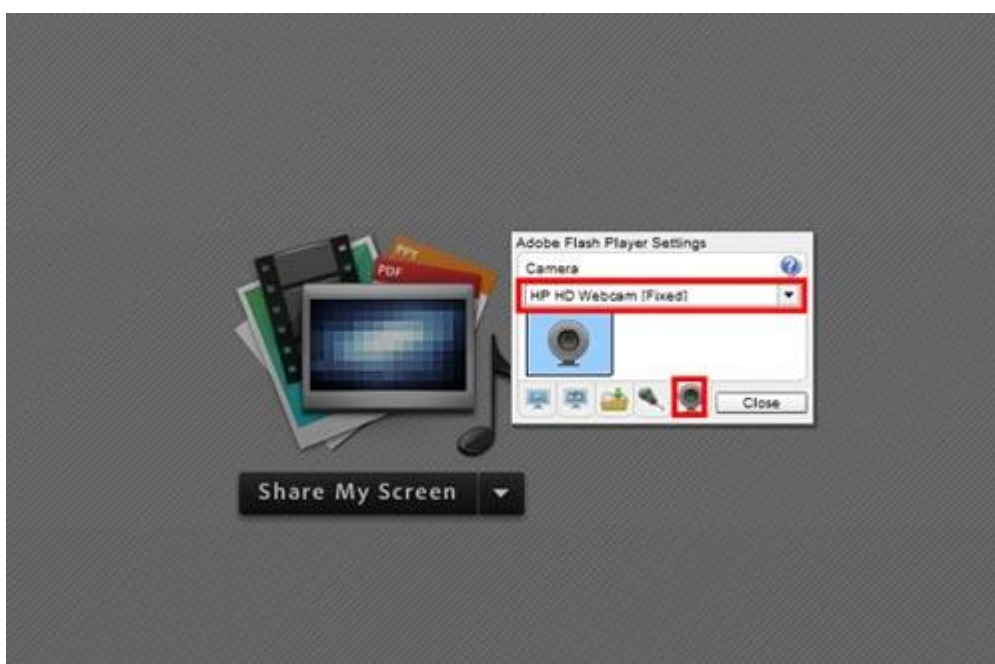 PPT
PDF
Adobe Flash Player Settings
Camera
?
HP HD Webcam [Fixed]
Close
Share My Screen